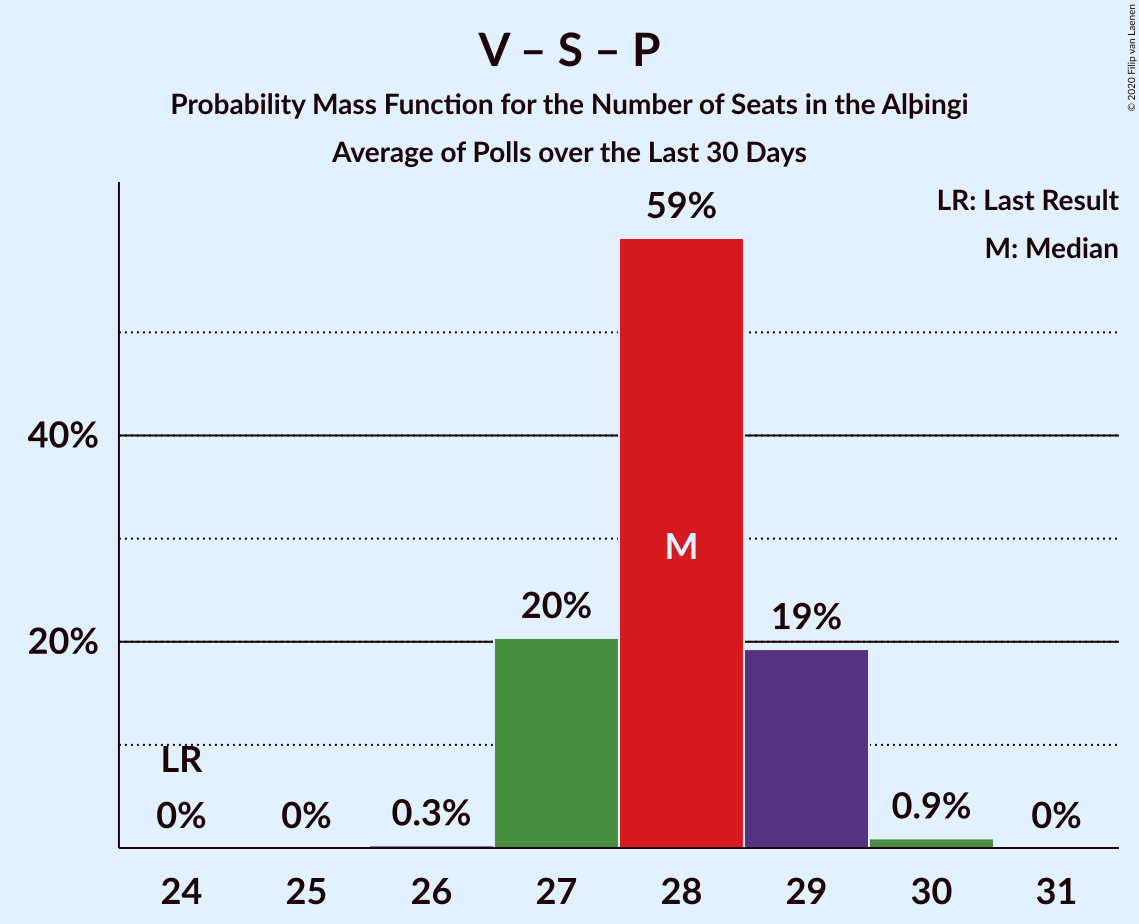 V – S – P
Probability Mass Function for the Number of Seats in the Alþingi
Average of Polls over the Last 30 Days
© 2020 Filip van Laenen
LR: Last Result
M: Median
59%
40%
M
20%
19%
20%
LR
0%
0%
0.3%
0.9%
0%
24 25 26 27 28 29 30 31